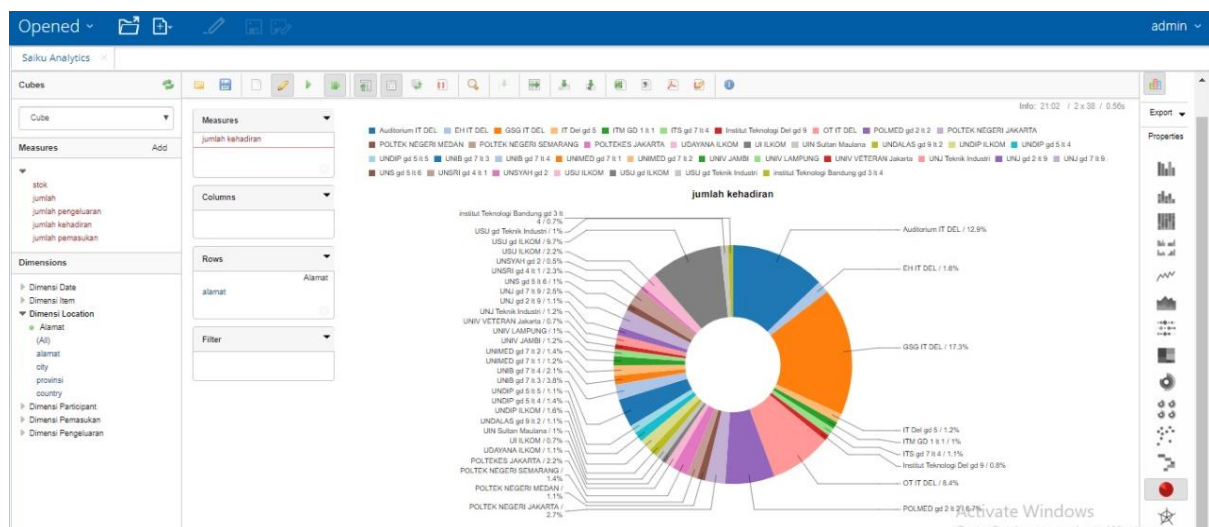 Opened
admin
Saiku Analytics ×
Cubes
Cube
Measures Add
stok
jumlah
jumlah pengeluaran
jumlah kehadiran
jumlah pemasukan
Dimensions
Dimensi Date
Dimensi Item
Dimensi Location
Alamat
(All)
alamat
city
provinsi
country
Dimensi Participant
Dimensi Pemasukan
Dimensi Pengeluaran
Measures
jumlah kehadiran
Columns
Rows
Alamat
alamat
Filter
Info: 21:02 / 2 x 38 / 0.56s
Auditorium IT DEL EH IT DEL GSG IT DEL IT Del gd 5 ITM GD 1 lt 1 ITS gd 7 lt 4 Institut Teknologi Del gd 9 OT IT DEL POLMED gd 2 lt 2 POLTEK NEGERI JAKARTA
POLTEK NEGERI MEDAN POLTEK NEGERI SEMARANG POLTEKES JAKARTA UDAYANA ILKOM UI ILKOM UIN Sultan Maulana UNDALAS gd 9 lt 2 UNDIP ILKOM UNDIP gd 5 lt 4
UNDIP gd 5 lt 5 UNIB gd 7 lt 3 UNIB gd 7 lt 4 UNIMED gd 7 lt 1 UNIMED gd 7 lt 2 UNIV JAMBI UNIV LAMPUNG UNIV VETERAN Jakarta UNJ Teknik Industri UNJ gd 2 lt 9 UNJ gd 7 lt 9
UNS gd 5 lt 6 UNSRI gd 4 lt 1 UNSYAH gd 2 USU ILKOM USU gd ILKOM USU gd Teknik Industri institut Teknologi Bandung gd 3 lt 4
jumlah kehadiran
institut Teknologi Bandung gd 3 lt
4 / 0.7%
USU gd Teknik Industri / 1%
USU gd ILKOM / 9.7%
USU ILKOM / 2.2%
UNSYAH gd 2 / 0.5%
UNSRI gd 4 lt 1 / 2.3%
UNS gd 5 lt 6 / 1%
UNJ gd 7 lt 9 / 2.5%
UNJ gd 2 lt 9 / 1.1%
UNJ Teknik Industri / 1.2%
UNIV VETERAN Jakarta / 0.7%
UNIV LAMPUNG / 1%
UNIV JAMBI / 1.2%
UNIMED gd 7 lt 2 / 1.4%
UNIMED gd 7 lt 1 / 1.2%
UNIB gd 7 lt 4 / 2.1%
UNIB gd 7 lt 3 / 3.8%
UNDIP gd 5 lt 5 / 1.1%
UNDIP gd 5 lt 4 / 1.4%
UNDIP ILKOM / 1.6%
UNDALAS gd 9 lt 2 / 1.1%
UIN Sultan Maulana / 1%
UI ILKOM / 0.7%
UDAYANA ILKOM / 1.1%
POLTEKES JAKARTA / 2.2%
POLTEK NEGERI SEMARANG /
1.4%
POLTEK NEGERI MEDAN /
1.1%
POLTEK NEGERI JAKARTA /
2.7%
Auditorium IT DEL / 12.9%
EH IT DEL / 1.6%
GSG IT DEL / 17.3%
IT Del gd 5 / 1.2%
ITM GD 1 lt 1 / 1%
ITS gd 7 lt 4 / 1.1%
Institut Teknologi Del gd 9 / 0.8%
OT IT DEL / 8.4%
POLMED gd 2 lt 2 /
Activate Windows
Export
Properties